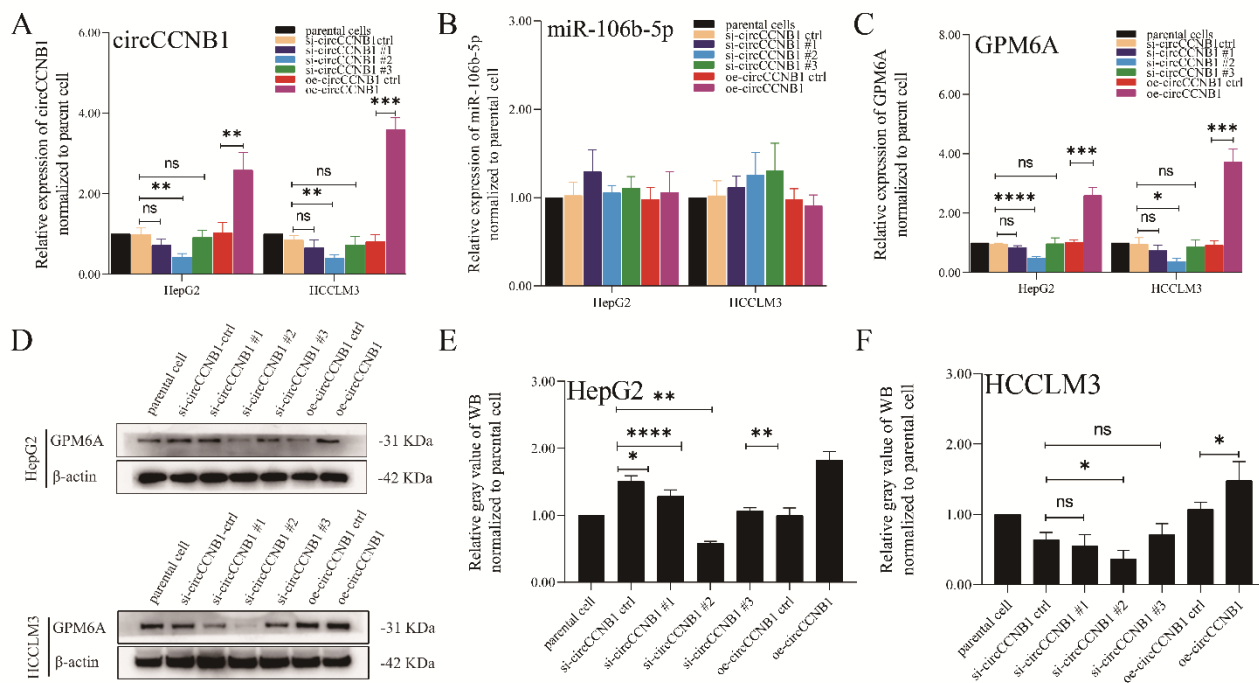 A
circCCNB1
Relative expression of circCCNB1
normalized to parent cell
6.00
4.00
2.00
0.00
parental cells
si-circCCNB1ctrl
si-circCCNB1 #1
si-circCCNB1 #2
si-circCCNB1 #3
oe-circCCNB1 ctrl
oe-circCCNB1
ns
**
ns
**
ns
**
ns
***
HepG2
HCCLM3
B
miR-106b-5p
Relative expression of miR-106b-5p
normalized to parental cell
3.00
2.00
1.00
0.00
parental cells
si-circCCNB1 ctrl
si-circCCNB1 #1
si-circCCNB1 #2
si-circCCNB1 #3
oe-circCCNB1 ctrl
oe-circCCNB1
HepG2
HCCLM3
C
GPM6A
Relative expression of GPM6A
normalized to parent cell
8.00
6.00
4.00
2.00
0.00
parental cells
si-circCCNB1ctrl
si-circCCNB1 #1
si-circCCNB1 #2
si-circCCNB1 #3
oe-circCCNB1 ctrl
oe-circCCNB1
ns
****
ns
***
ns
*
ns
***
HepG2
HCCLM3
D
parental cell
si-circCCNB1-ctrl
si-circCCNB1 #1
si-circCCNB1 #2
si-circCCNB1 #3
oe-circCCNB1 ctrl
oe-circCCNB1
HepG2
GPM6A
-31 KDa
β-actin
-42 KDa
parental cell
si-circCCNB1-ctrl
si-circCCNB1 #1
si-circCCNB1 #2
si-circCCNB1 #3
oe-circCCNB1 ctrl
oe-circCCNB1
HCCLM3
GPM6A
-31 KDa
β-actin
-42 KDa
E
HepG2
Relative gray value of WB
normalized to parental cell
3.00
2.00
1.00
0.00
**
****
*
**
parental cell
si-circCCNB1 ctrl
si-circCCNB1 #1
si-circCCNB1 #2
si-circCCNB1 #3
oe-circCCNB1 ctrl
oe-circCCNB1
F
HCCLM3
Relative gray value of WB
normalized to parental cell
3.00
2.00
1.00
0.00
ns
*
ns
*
parental cell
si-circCCNB1 ctrl
si-circCCNB1 #1
si-circCCNB1 #2
si-circCCNB1 #3
oe-circCCNB1 ctrl
oe-circCCNB1